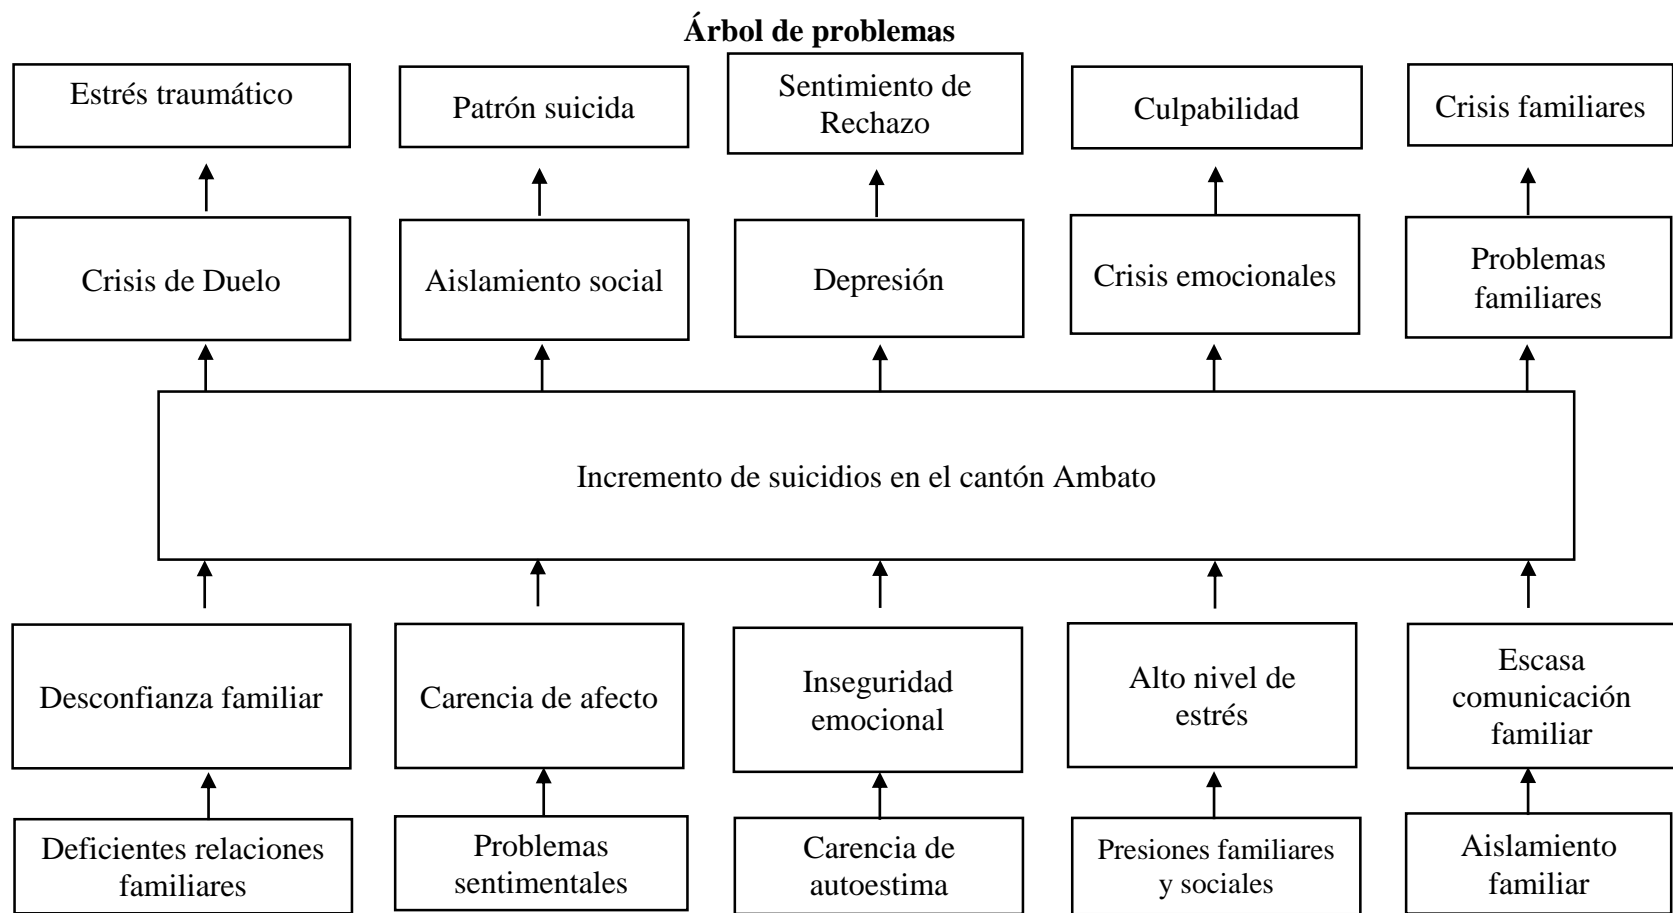 Árbol de problemas
Estrés traumático
Patrón suicida
Sentimiento de
Rechazo
Culpabilidad
Crisis familiares
Crisis de Duelo
Aislamiento social
Depresión
Crisis emocionales
Problemas
familiares
Incremento de suicidios en el cantón Ambato
Desconfianza familiar
Carencia de afecto
Inseguridad
emocional
Alto nivel de
estrés
Escasa
comunicación
familiar
Deficientes relaciones
familiares
Problemas
sentimentales
Carencia de
autoestima
Presiones familiares
y sociales
Aislamiento
familiar